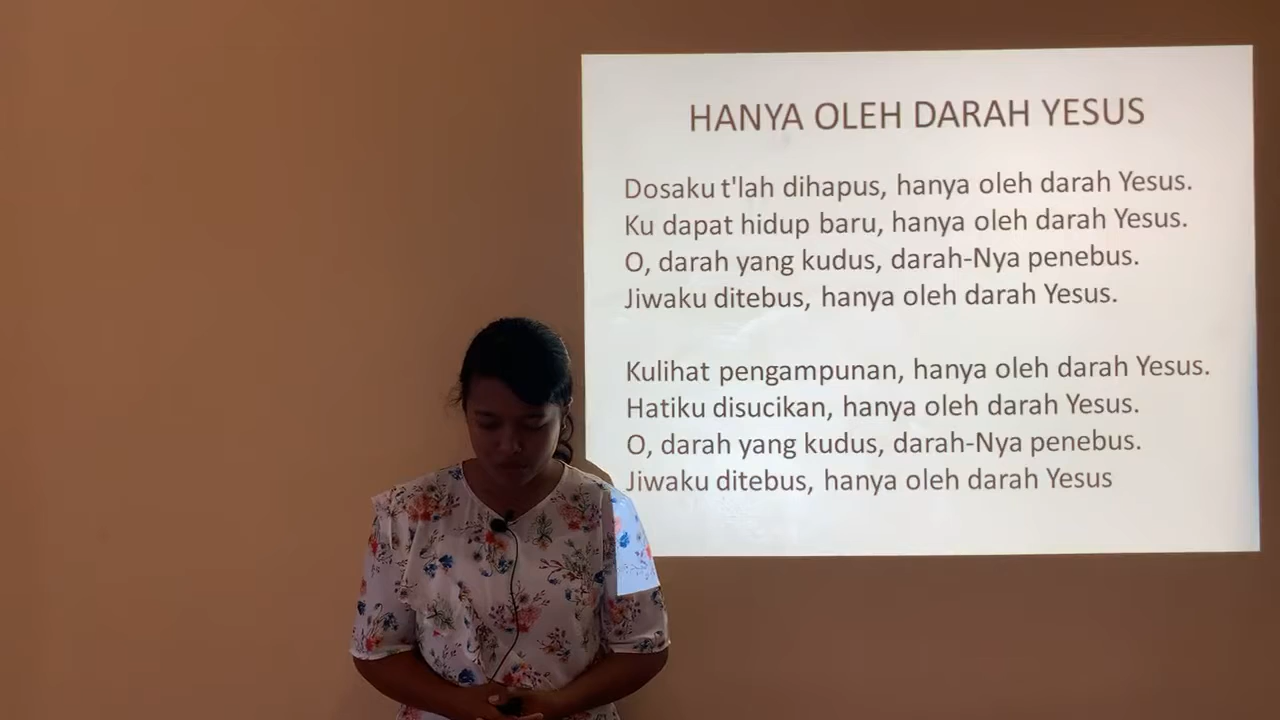 HANYA OLEH DARAH YESUS
Dosaku t'lah dihapus, hanya oleh darah Yesus.
Ku dapat hidup baru, hanya oleh darah Yesus.
O, darah yang kudus, darah-Nya penebus.
Jiwaku ditebus, hanya oleh darah Yesus.
Kulihat pengampunan, hanya oleh darah Yesus.
Hatiku disucikan, hanya oleh darah Yesus.
O, darah yang kudus, darah-Nya penebus.
Jiwaku ditebus, hanya oleh darah Yesus